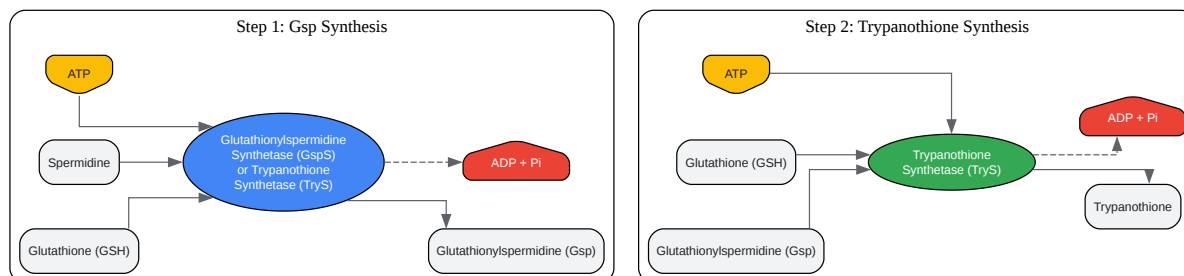 Step 1: Gsp Synthesis
ATP
Spermidine
Glutathione (GSH)
Glutathionylspermidine
Synthetase (GspS)
or Trypanothione
Synthetase (TryS)
ADP + Pi
Glutathionylspermidine (Gsp)
Step 2: Trypanothione Synthesis
ATP
Glutathione (GSH)
Glutathionylspermidine (Gsp)
Trypanothione
Synthetase (TryS)
ADP + Pi
Trypanothione